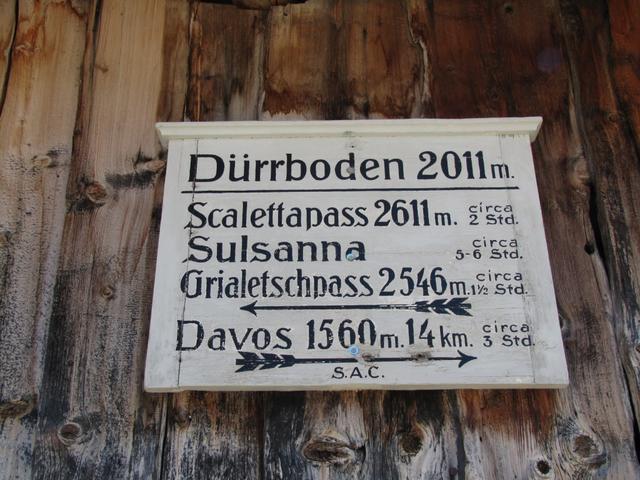 Dürrboden 2011 m.
Scalettapass 2611 m. circa 2 Std.
Sulsanna circa 5-6 Std.
Grialetschpass 2546 m. circa 1½ Std.
Davos 1560 m. 14 km. circa 3 Std.
S.A.C.